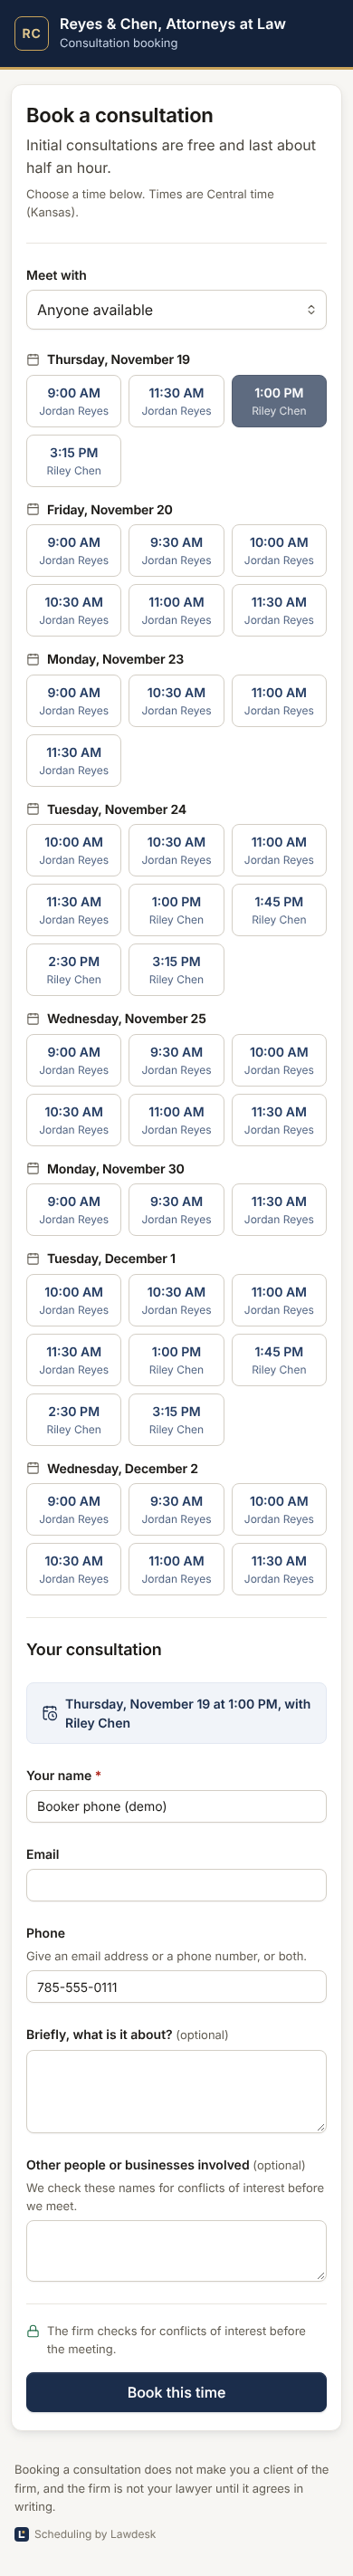 RC
Reyes & Chen, Attorneys at Law
Consultation booking
Book a consultation
Initial consultations are free and last about
half an hour.
Choose a time below. Times are Central time
(Kansas).
Meet with
Anyone available
Thursday, November 19
9:00 AM 11:30 AM 1:00 PM
Jordan Reyes Jordan Reyes Riley Chen
3:15 PM
Riley Chen
Friday, November 20
9:00 AM 9:30 AM 10:00 AM
Jordan Reyes Jordan Reyes Jordan Reyes
10:30 AM 11:00 AM 11:30 AM
Jordan Reyes Jordan Reyes Jordan Reyes
Monday, November 23
9:00 AM 10:30 AM 11:00 AM
Jordan Reyes Jordan Reyes Jordan Reyes
11:30 AM
Jordan Reyes
Tuesday, November 24
10:00 AM 10:30 AM 11:00 AM
Jordan Reyes Jordan Reyes Jordan Reyes
11:30 AM 1:00 PM 1:45 PM
Jordan Reyes Riley Chen Riley Chen
2:30 PM 3:15 PM
Riley Chen Riley Chen
Wednesday, November 25
9:00 AM 9:30 AM 10:00 AM
Jordan Reyes Jordan Reyes Jordan Reyes
10:30 AM 11:00 AM 11:30 AM
Jordan Reyes Jordan Reyes Jordan Reyes
Monday, November 30
9:00 AM 9:30 AM 11:30 AM
Jordan Reyes Jordan Reyes Jordan Reyes
Tuesday, December 1
10:00 AM 10:30 AM 11:00 AM
Jordan Reyes Jordan Reyes Jordan Reyes
11:30 AM 1:00 PM 1:45 PM
Jordan Reyes Riley Chen Riley Chen
2:30 PM 3:15 PM
Riley Chen Riley Chen
Wednesday, December 2
9:00 AM 9:30 AM 10:00 AM
Jordan Reyes Jordan Reyes Jordan Reyes
10:30 AM 11:00 AM 11:30 AM
Jordan Reyes Jordan Reyes Jordan Reyes
Your consultation
Thursday, November 19 at 1:00 PM, with
Riley Chen
Your name *
Booker phone (demo)
Email
Phone
Give an email address or a phone number, or both.
785-555-0111
Briefly, what is it about? (optional)
Other people or businesses involved (optional)
We check these names for conflicts of interest before
we meet.
The firm checks for conflicts of interest before
the meeting.
Book this time
Booking a consultation does not make you a client of the
firm, and the firm is not your lawyer until it agrees in
writing.
L Scheduling by Lawdesk